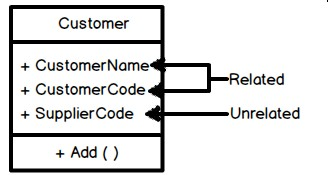 Customer
+ CustomerName
+ CustomerCode
+ SupplierCode
+ Add ( )
Related
Unrelated